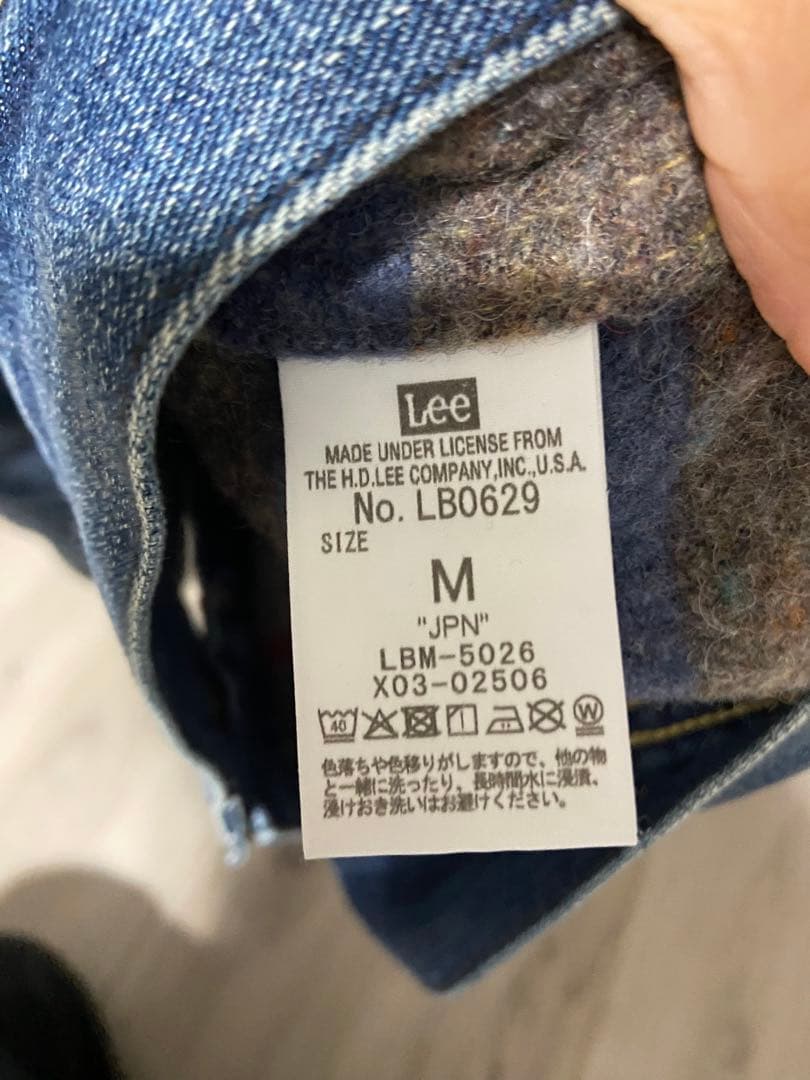 Lee
MADE UNDER LICENSE FROM
THE H.D.LEE COMPANY,INC.,U.S.A.
No. LB0629
SIZE
M
"JPN"
LBM-5026
X03-02506
40
W
色落ちや色移りがしますので、他の物
と一緒に洗ったり、長時間水に浸漬、
浸けおき洗いはお避けください。